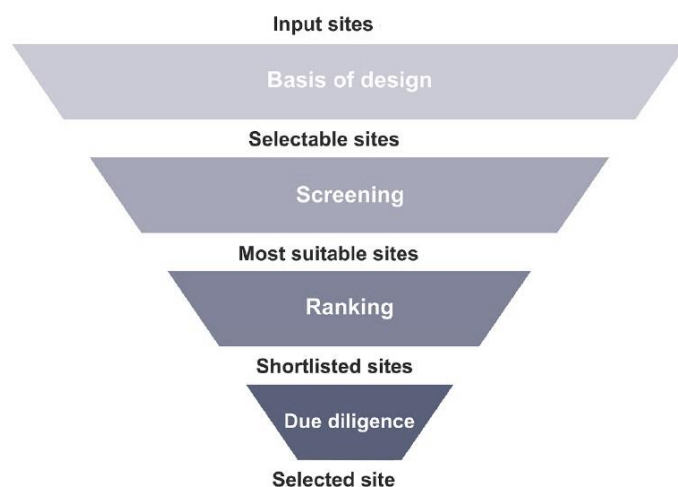 Input sites
Basis of design
Selectable sites
Screening
Most suitable sites
Ranking
Shortlisted sites
Due diligence
Selected site